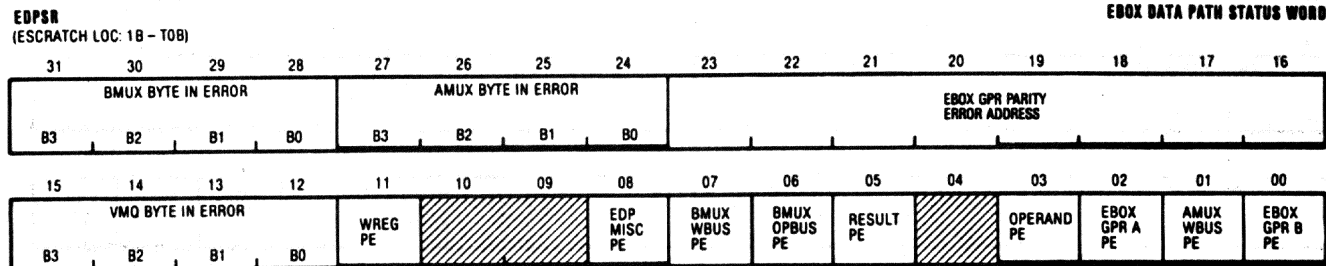 EDPSR EBOX DATA PATH STATUS WORD
(ESCRATCH LOC: 1B – T0B)
31 30 29 28 27 26 25 24 23 22 21 20 19 18 17 16
BMUX BYTE IN ERROR AMUX BYTE IN ERROR EBOX GPR PARITY
ERROR ADDRESS
B3 B2 B1 B0 B3 B2 B1 B0
15 14 13 12 11 10 09 08 07 06 05 04 03 02 01 00
VMQ BYTE IN ERROR WREG PE EDP MISC PE BMUX WBUS PE BMUX OPBUS PE RESULT PE OPERAND PE EBOX GPR A PE AMUX WBUS PE EBOX GPR B PE
B3 B2 B1 B0